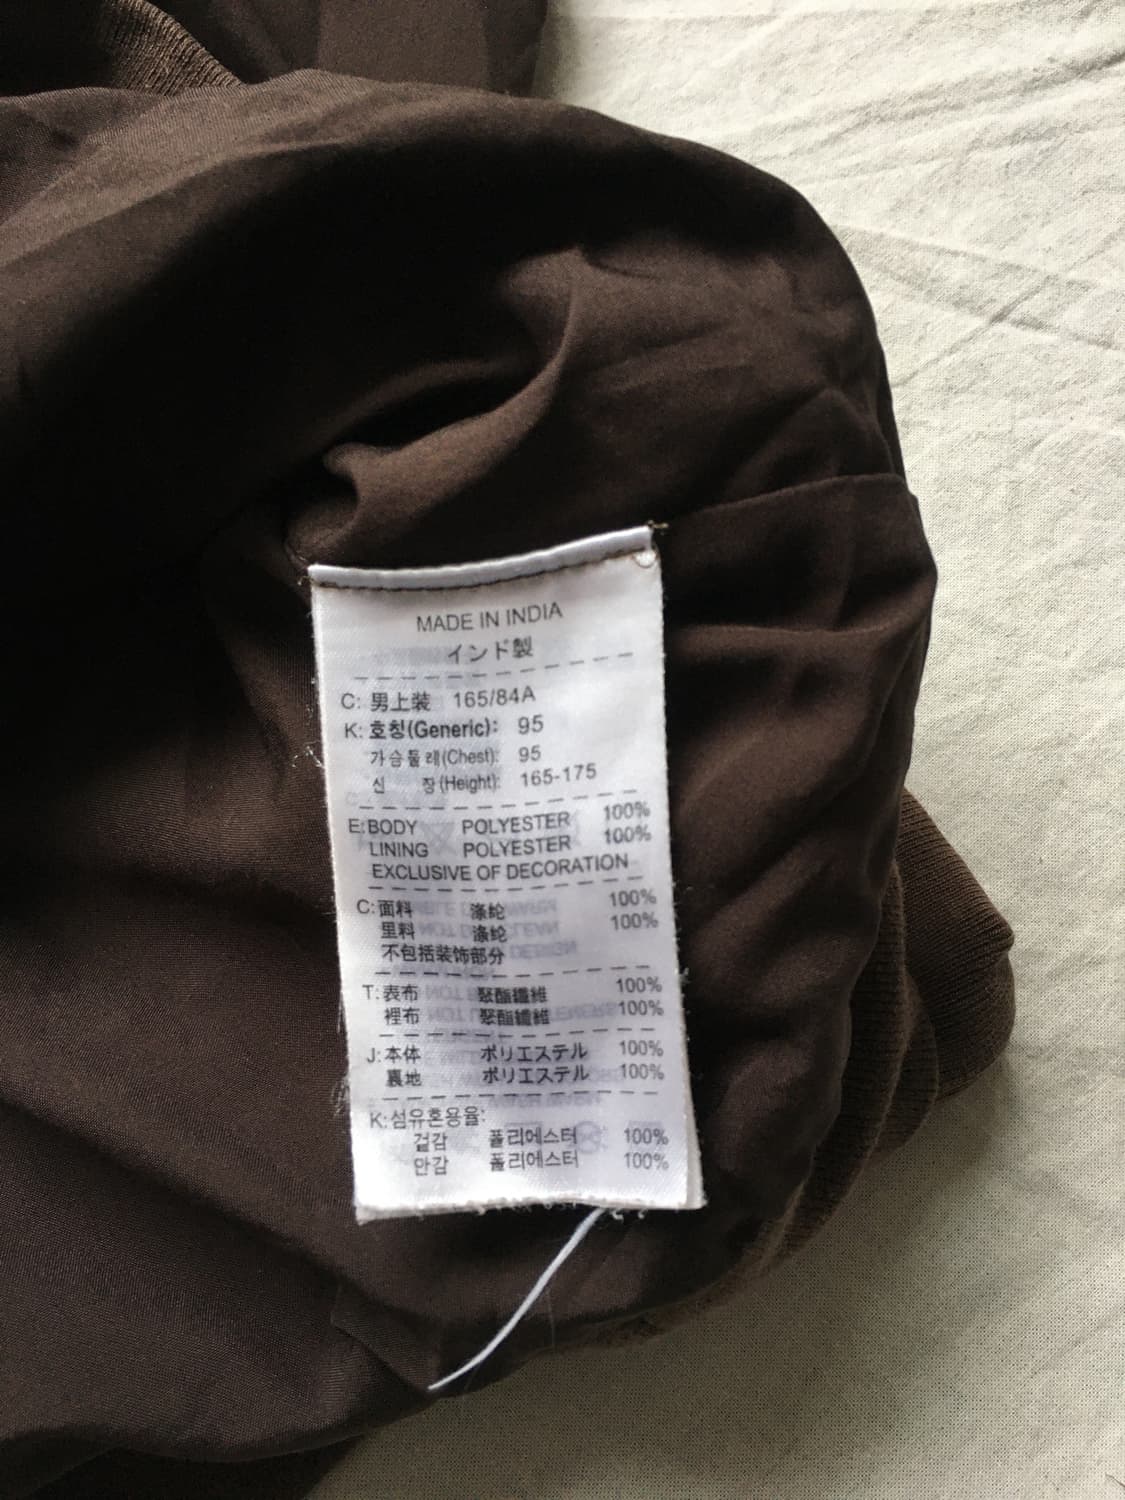 MADE IN INDIA
インド製
C: 男上装 165/84A
K: 호칭(Generic): 95
가슴둘레(Chest): 95
신 장(Height): 165-175
E: BODY POLYESTER 100%
LINING POLYESTER 100%
EXCLUSIVE OF DECORATION
C: 面料 涤纶 100%
里料 涤纶 100%
不包括装饰部分
T: 表布 聚酯纖維 100%
裡布 聚酯纖維 100%
J: 本体 ポリエステル 100%
裏地 ポリエステル 100%
K: 섬유혼용율:
겉감 폴리에스터 100%
안감 폴리에스터 100%